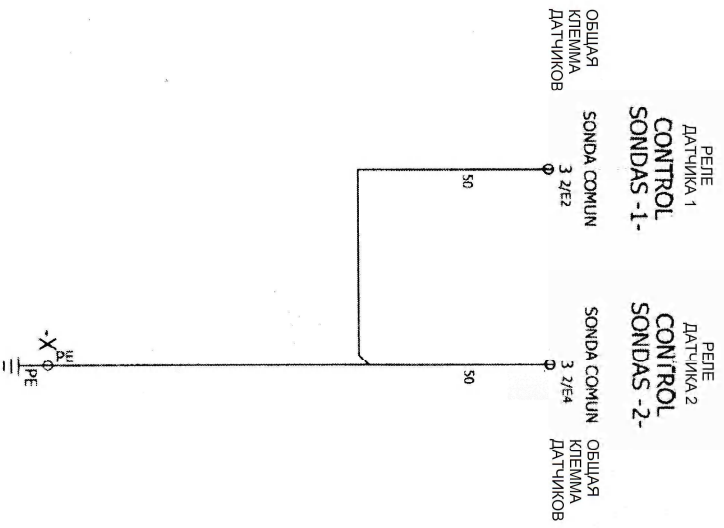 ОБЩАЯ
КЛЕММА
ДАТЧИКОВ
РЕЛЕ
ДАТЧИКА 1
CONTROL
SONDAS -1-
SONDA COMUN
3 2/E2
50
РЕЛЕ
ДАТЧИКА 2
CONTROL
SONDAS -2-
SONDA COMUN
3 2/E4
50
ОБЩАЯ
КЛЕММА
ДАТЧИКОВ
-X
PE
PE